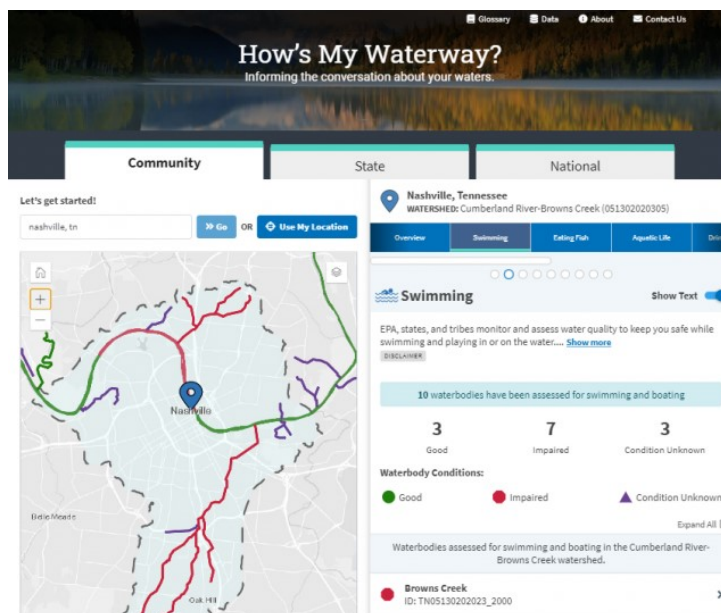 Glossary Data About Contact Us
How's My Waterway?
Informing the conversation about your waters.
Community State National
Let's get started!
nashville, tn
Go OR Use My Location
Nashville
Belle Meade
Oak Hill
Nashville, Tennessee
WATERSHED: Cumberland River-Browns Creek (051302020305)
Overview Swimming Eating Fish Aquatic Life
Swimming
Show Text
EPA, states, and tribes monitor and assess water quality to keep you safe while
swimming and playing in or on the water.... Show more
DISCLAIMER
10 waterbodies have been assessed for swimming and boating
3 7 3
Good Impaired Condition Unknown
Waterbody Conditions:
Good Impaired Condition Unknown
Expand All
Waterbodies assessed for swimming and boating in the Cumberland River-
Browns Creek watershed.
Browns Creek
ID: TN05130202023_2000